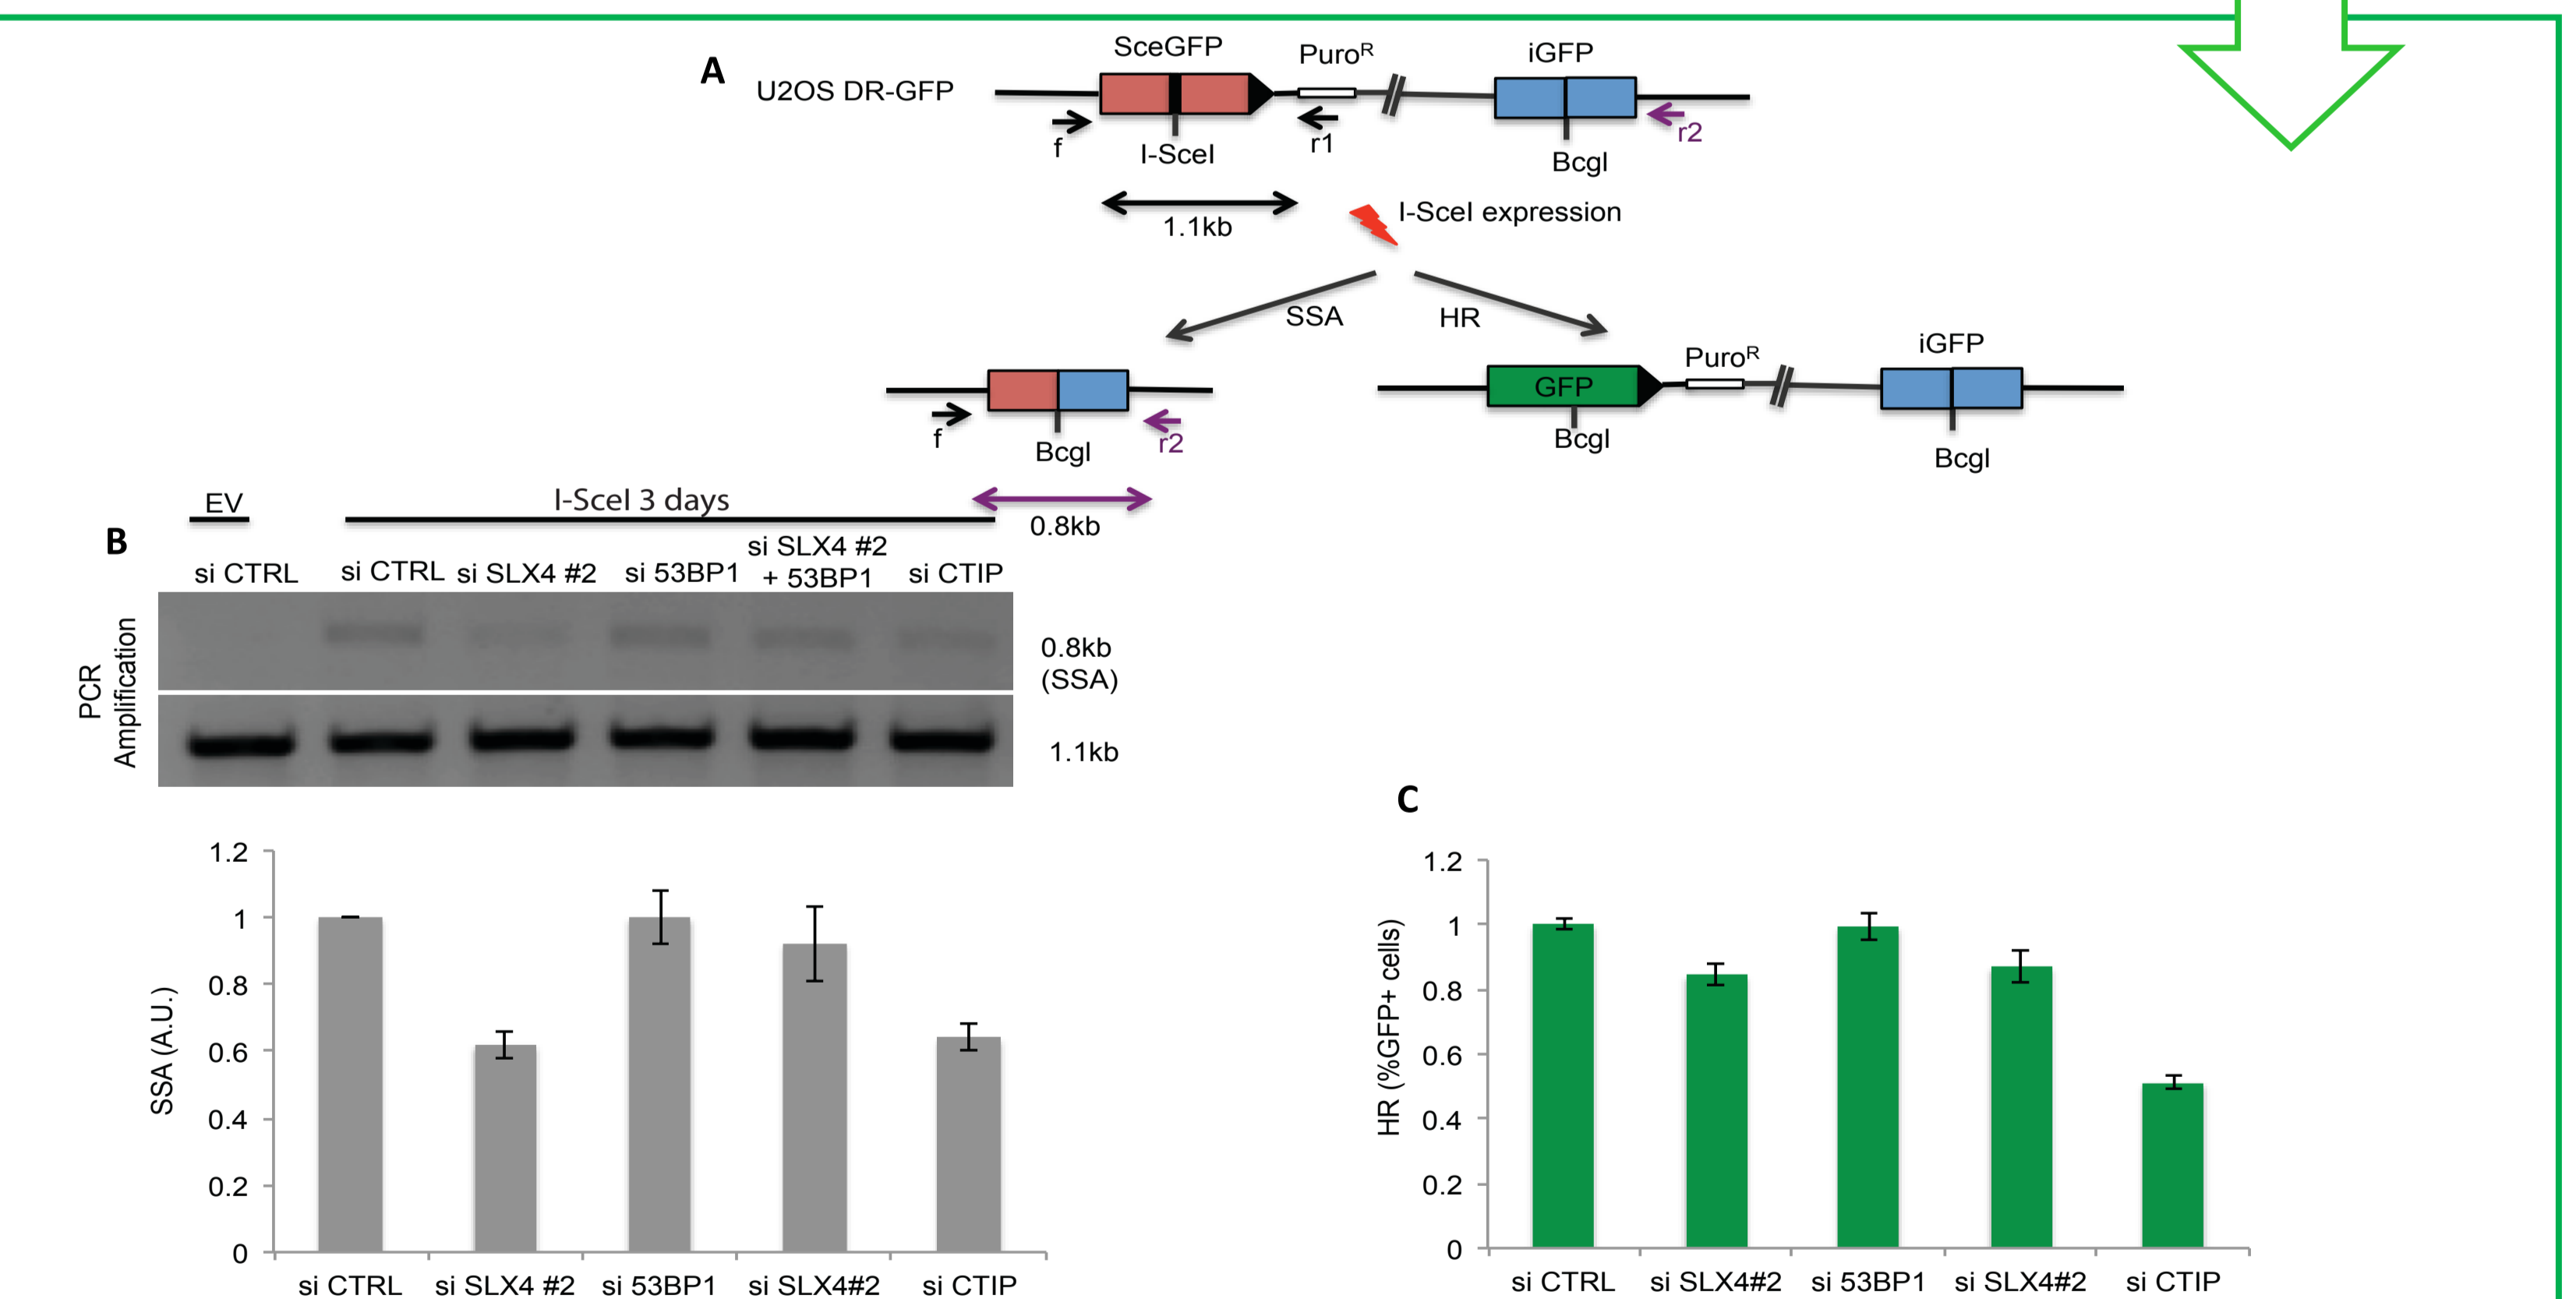 A
U2OS DR-GFP
SceGFP
Puro^R
iGFP
f
I-SceI
r1
BcgI
r2
1.1kb
I-SceI expression
SSA
HR
f
BcgI
r2
0.8kb
GFP
Puro^R
iGFP
BcgI
BcgI
B
EV
I-SceI 3 days
si CTRL
si CTRL
si SLX4 #2
si 53BP1
si SLX4 #2
+ 53BP1
si CTIP
PCR
Amplification
0.8kb
(SSA)
1.1kb
SSA (A.U.)
1.2
1
0.8
0.6
0.4
0.2
0
si CTRL
si SLX4 #2
si 53BP1
si SLX4#2
si CTIP
C
HR (%GFP+ cells)
1.2
1
0.8
0.6
0.4
0.2
0
si CTRL
si SLX4#2
si 53BP1
si SLX4#2
si CTIP